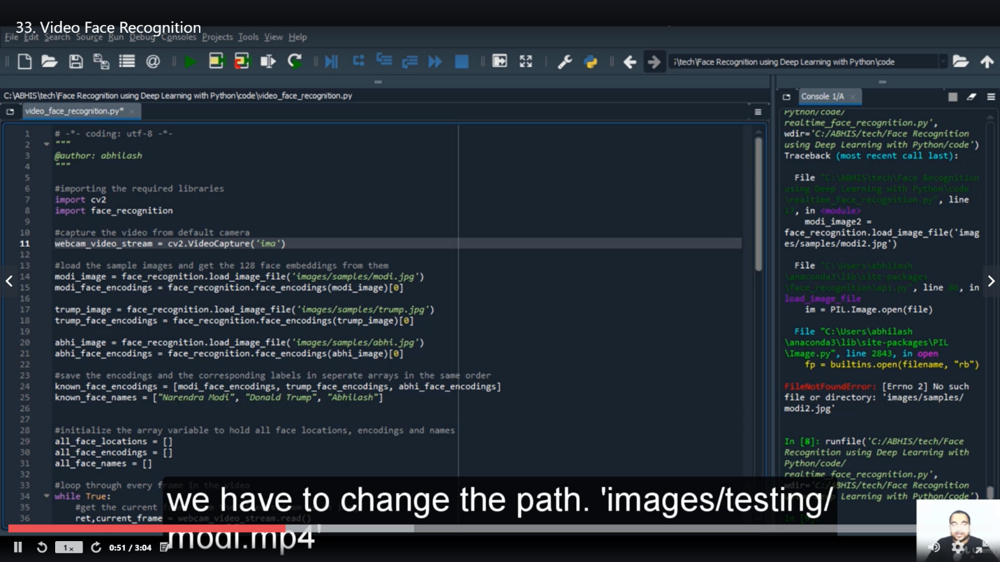 33. Video Face Recognition
File Edit Search Source Run Debug Consoles Projects Tools View Help
;\tech\Face Recognition using Deep Learning with Python\code
C:\ABHIS\tech\Face Recognition using Deep Learning with Python\code\video_face_recognition.py
video_face_recognition.py*
1 # -*- coding: utf-8 -*-
2 """
3 @author: abhilash
4 """
5
6 #importing the required libraries
7 import cv2
8 import face_recognition
9
10 #capture the video from default camera
11 webcam_video_stream = cv2.VideoCapture('ima')
12
13 #load the sample images and get the 128 face embeddings from them
14 modi_image = face_recognition.load_image_file('images/samples/modi.jpg')
15 modi_face_encodings = face_recognition.face_encodings(modi_image)[0]
16
17 trump_image = face_recognition.load_image_file('images/samples/trump.jpg')
18 trump_face_encodings = face_recognition.face_encodings(trump_image)[0]
19
20 abhi_image = face_recognition.load_image_file('images/samples/abhi.jpg')
21 abhi_face_encodings = face_recognition.face_encodings(abhi_image)[0]
22
23 #save the encodings and the corresponding labels in seperate arrays in the same order
24 known_face_encodings = [modi_face_encodings, trump_face_encodings, abhi_face_encodings]
25 known_face_names = ["Narendra Modi", "Donald Trump", "Abhilash"]
26
27
28 #initialize the array variable to hold all face locations, encodings and names
29 all_face_locations = []
30 all_face_encodings = []
31 all_face_names = []
32
33 #loop through every frame in the video
34 while True:
35 #get the current
36 ret,current_frame = webcam_video_stream.read()
Console 1/A
Python/code/
realtime_face_recognition.py',
wdir='C:/ABHIS/tech/Face Recognition
using Deep Learning with Python/code')
Traceback (most recent call last):
File "C:\ABHIS\tech\Face Recognition
using Deep Learning with Python\code
\realtime_face_recognition.py", line
17, in <module>
modi_image2 =
face_recognition.load_image_file('imag
es/samples/modi2.jpg')
File "C:\Users\abhilash
\anaconda3\lib\site-packages
\face_recognition\api.py", line 86, in
load_image_file
im = PIL.Image.open(file)
File "C:\Users\abhilash
\anaconda3\lib\site-packages\PIL
\Image.py", line 2843, in open
fp = builtins.open(filename, "rb")
FileNotFoundError: [Errno 2] No such
file or directory: 'images/samples/
modi2.jpg'
In [8]: runfile('C:/ABHIS/tech/Face
Recognition using Deep Learning with
Python/code/
realtime_face_recognition.py',
wdir='C:/ABHIS/tech/Face Recognition
Learning with Python/code')
we have to change the path. 'images/testing/
modi.mp4'
1x 0:51 / 3:04